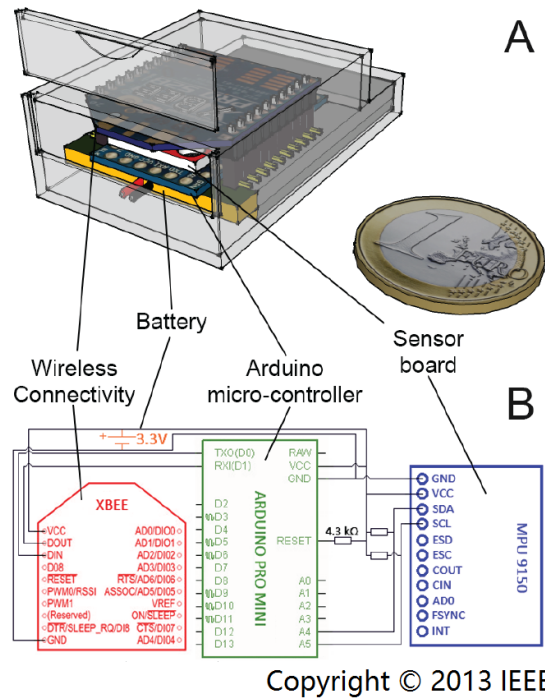 A
Battery
Wireless
Connectivity
Arduino
micro-controller
Sensor
board
B
3.3V
XBEE
VCC
DOUT
DIN
D08
RESET
PWM0/RSSI
PWM1
(Reserved)
DTR/SLEEP_RQ/DI8
GND
AD0/DIO0
AD1/DIO1
AD2/DIO2
AD3/DIO3
RTS/AD6/DIO6
ASSOC/AD5/DIO5
VREF
ON/SLEEP
CTS/DIO7
AD4/DIO4
ARDUINO PRO MINI
TXO(D0)
RXI(D1)
D2
D3
D4
D5
D6
D7
D8
D9
D10
D11
D12
D13
RAW
VCC
GND
RESET
A0
A1
A2
A3
A4
A5
4.3 kΩ
GND
VCC
SDA
SCL
ESD
ESC
COUT
CIN
AD0
FSYNC
INT
MPU 9150
Copyright © 2013 IEEE